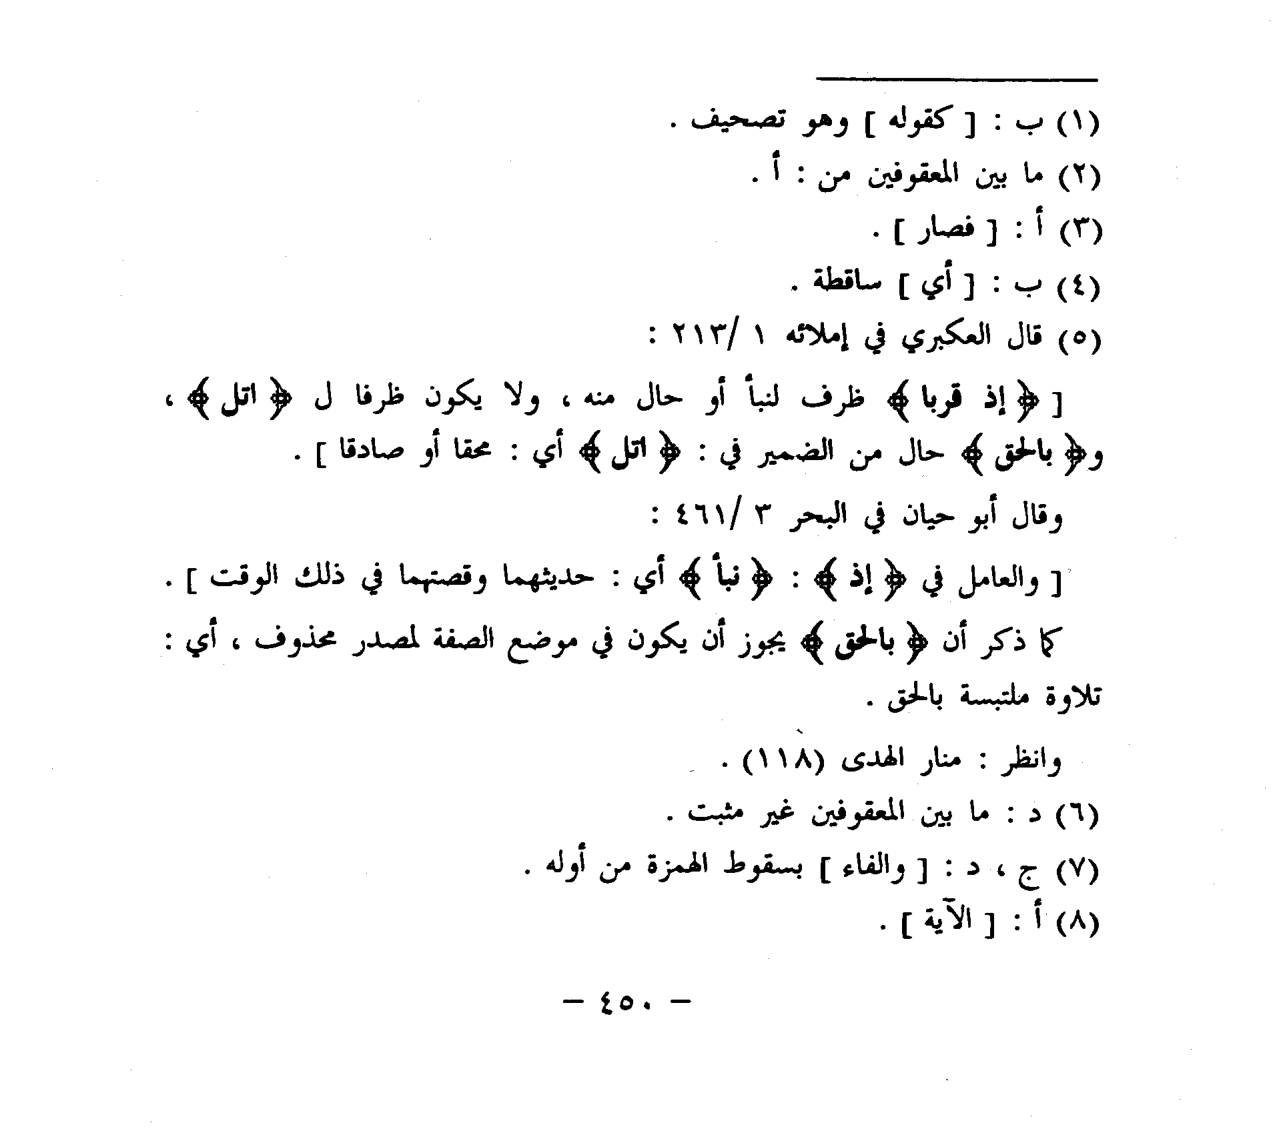 (١) ب : [ كقوله ] وهو تصحيف .
(٢) ما بين المعقوفين من : أ .
(٣) أ : [ فصار ] .
(٤) ب : [ أي ] ساقطة .
(٥) قال العكبري في إملائه ١ /٢١٣ :
[ ﴿ إذ قربا ﴾ ظرف لنبأ أو حال منه ، ولا يكون ظرفا ل ﴿ اتل ﴾ ،
و﴿ بالحق ﴾ حال من الضمير في : ﴿ اتل ﴾ أي : محقا أو صادقا ] .
وقال أبو حيان في البحر ٣ /٤٦١ :
[ والعامل في ﴿ إذ ﴾ : ﴿ نبأ ﴾ أي : حديثهما وقصتهما في ذلك الوقت ] .
كما ذكر أن ﴿ بالحق ﴾ يجوز أن يكون في موضع الصفة لمصدر محذوف ، أي :
تلاوة ملتبسة بالحق .
وانظر : منار الهدى (١١٨) .
(٦) د : ما بين المعقوفين غير مثبت .
(٧) ج ، د : [ والفاء ] بسقوط الهمزة من أوله .
(٨) أ : [ الآية ] .
– ٤٥٠ –